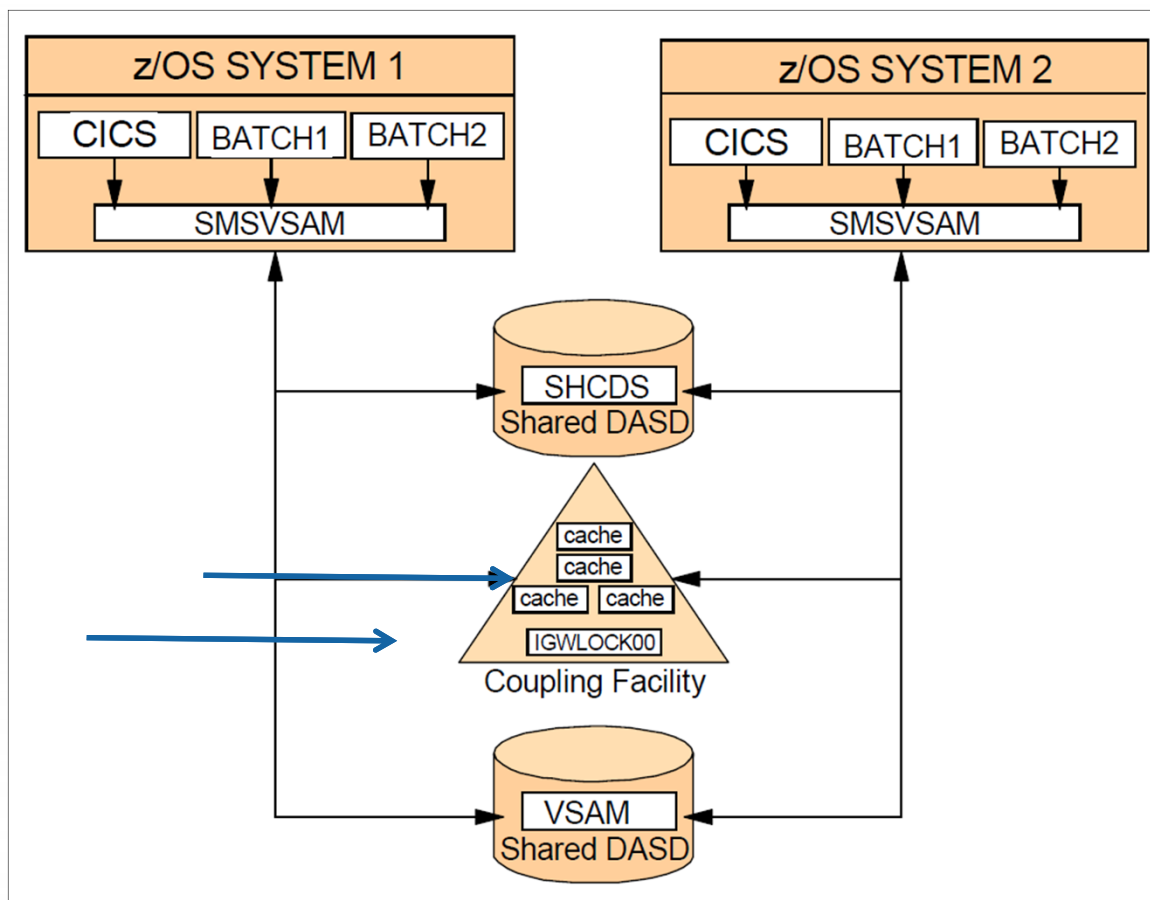 z/OS SYSTEM 1
CICS
BATCH1
BATCH2
SMSVSAM
z/OS SYSTEM 2
CICS
BATCH1
BATCH2
SMSVSAM
SHCDS
Shared DASD
cache
cache
cache
cache
IGWLOCK00
Coupling Facility
VSAM
Shared DASD